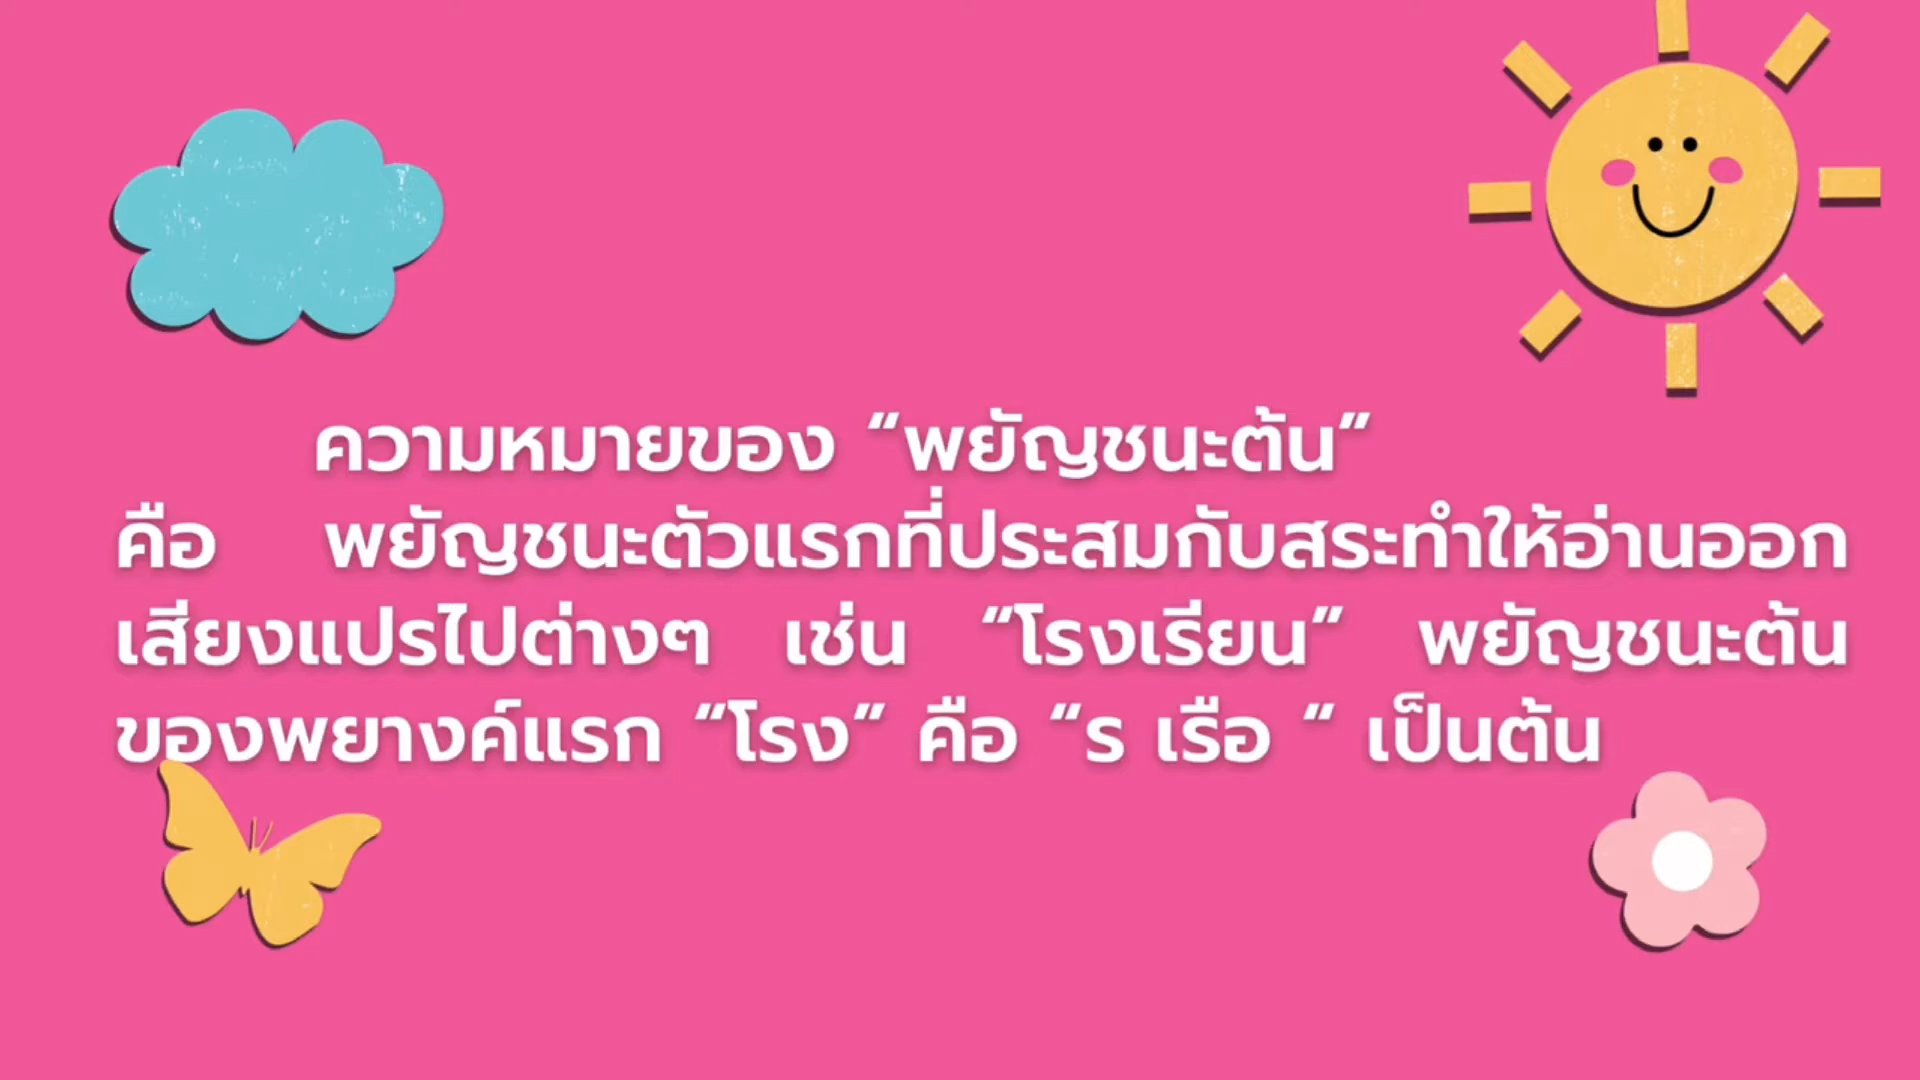 ความหมายของ “พยัญชนะต้น”
คือ พยัญชนะตัวแรกที่ประสมกับสระทำให้อ่านออก
เสียงแปรไปต่างๆ เช่น “โรงเรียน” พยัญชนะต้น
ของพยางค์แรก “โรง” คือ “ร เรือ “ เป็นต้น